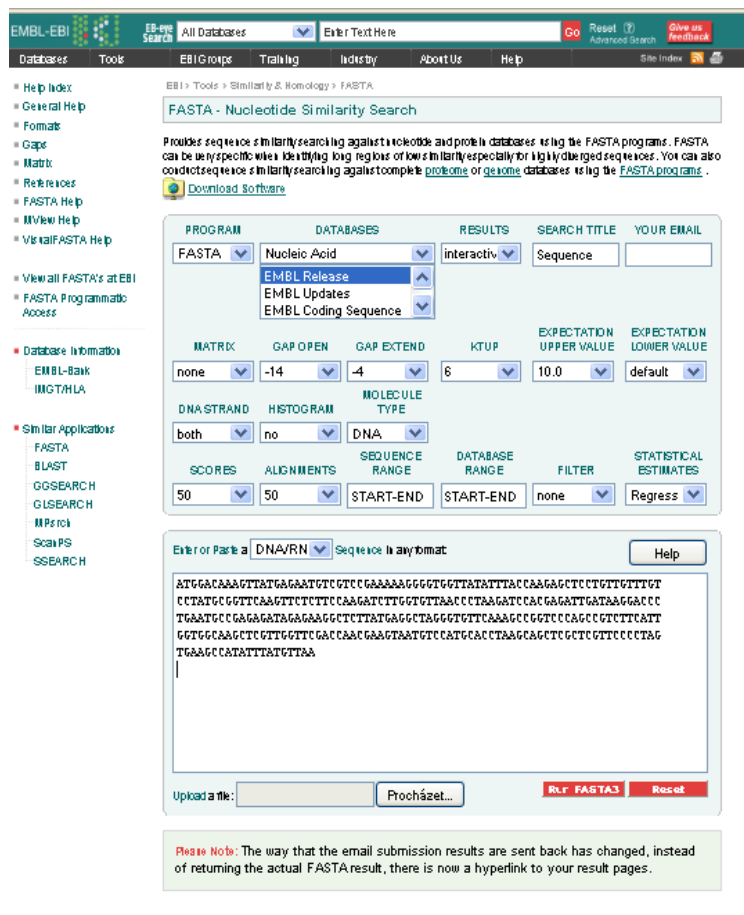 EMBL-EBI
EB-eye Search
All Databases
Enter Text Here
Go
Reset
Advanced Search
Give us feedback
Databases Tools EBI Groups Training Industry About Us Help Site Index
Help Index
General Help
Formats
Gaps
Matrix
References
FASTA Help
MView Help
VisualFASTA Help
View all FASTA's at EBI
FASTA Programmatic
Access
Database Information
EMBL-Bank
IMGT/HLA
Similar Applications
FASTA
BLAST
GGSEARCH
GLSEARCH
MPsrch
ScanPS
SSEARCH
EBI > Tools > Similarity & Homology > FASTA
FASTA - Nucleotide Similarity Search
Provides sequence similarity searching against nucleotide and protein databases using the FASTA programs. FASTA
can be very specific when identifying long regions of low similarity especially for highly diverged sequences. You can also
conduct sequence similarity searching against complete proteome or genome databases using the FASTA programs .
Download Software
PROGRAM DATABASES RESULTS SEARCH TITLE YOUR EMAIL
FASTA Nucleic Acid interactiv Sequence
EMBL Release
EMBL Updates
EMBL Coding Sequence
MATRIX GAP OPEN GAP EXTEND KTUP EXPECTATION UPPER VALUE EXPECTATION LOWER VALUE
none -14 -4 6 10.0 default
DNA STRAND HISTOGRAM MOLECULE TYPE
both no DNA
SCORES ALIGNMENTS SEQUENCE RANGE DATABASE RANGE FILTER STATISTICAL ESTIMATES
50 50 START-END START-END none Regress
Enter or Paste a DNA/RN Sequence in any format:
Help
ATGGACAAAGTTATGAGAATGTCGTCCGAAAAAGGGGTGGTTATATTTACCAAGAGCTCCTGTTGTTTGT
CCTATGCGGTTCAAGTTCTCTTCCAAGATCTTGGTGTTAACCCTAAGATCCACGAGATTGATAAGGACCC
TGAATGCCGAGAGATAGAGAAGGCTCTTATGAGGCTAGGGTGTTCAAAGCCGGTCCCAGCCGTCTTCATT
GGTGGCAAGCTCGTTGGTTCGACCAACGAAGTAATGTCCATGCACCTAAGCAGCTCGCTCGTTCCCCTAG
TGAAGCCATATTTATGTTAA
Upload a file:
Procházet...
Run FASTA3
Reset
Please Note: The way that the email submission results are sent back has changed, instead
of returning the actual FASTA result, there is now a hyperlink to your result pages.